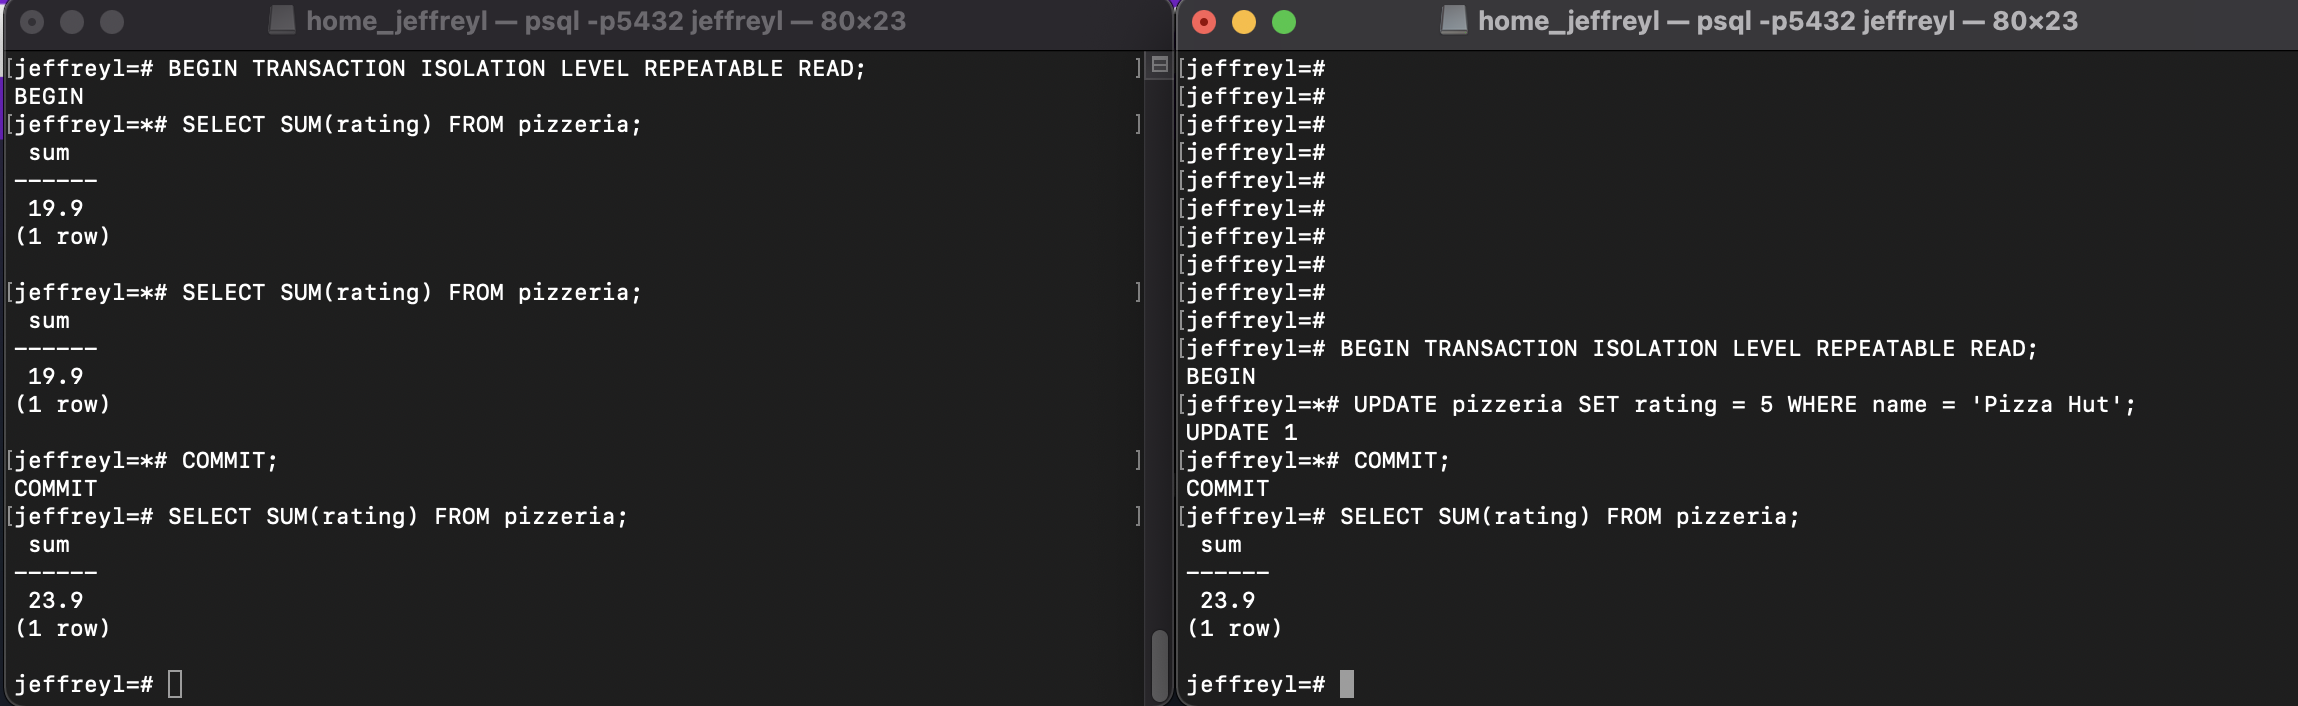 home_jeffreyl — psql -p5432 jeffreyl — 80×23
[jeffreyl=# BEGIN TRANSACTION ISOLATION LEVEL REPEATABLE READ; ]
BEGIN
[jeffreyl=*# SELECT SUM(rating) FROM pizzeria; ]
sum
------
19.9
(1 row)
[jeffreyl=*# SELECT SUM(rating) FROM pizzeria; ]
sum
------
19.9
(1 row)
[jeffreyl=*# COMMIT; ]
COMMIT
[jeffreyl=# SELECT SUM(rating) FROM pizzeria; ]
sum
------
23.9
(1 row)
jeffreyl=#
home_jeffreyl — psql -p5432 jeffreyl — 80×23
[jeffreyl=#
[jeffreyl=#
[jeffreyl=#
[jeffreyl=#
[jeffreyl=#
[jeffreyl=#
[jeffreyl=#
[jeffreyl=#
[jeffreyl=#
[jeffreyl=#
[jeffreyl=# BEGIN TRANSACTION ISOLATION LEVEL REPEATABLE READ;
BEGIN
[jeffreyl=*# UPDATE pizzeria SET rating = 5 WHERE name = 'Pizza Hut';
UPDATE 1
[jeffreyl=*# COMMIT;
COMMIT
[jeffreyl=# SELECT SUM(rating) FROM pizzeria;
sum
------
23.9
(1 row)
jeffreyl=#